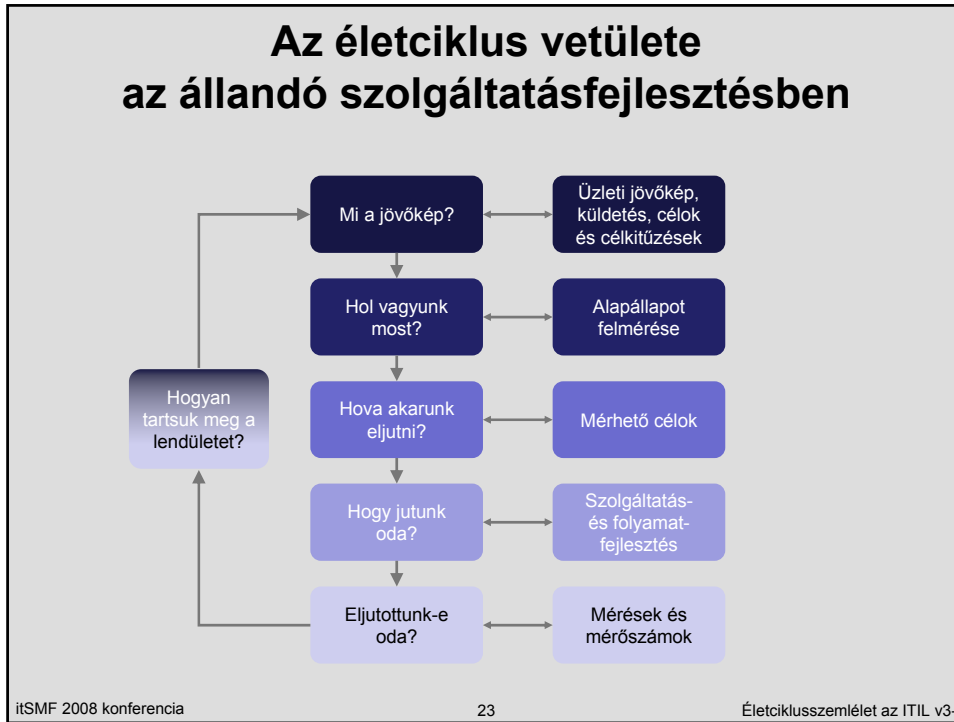 Az életciklus vetülete
az állandó szolgáltatásfejlesztésben
Mi a jövőkép?
Üzleti jövőkép,
küldetés, célok
és célkitűzések
Hol vagyunk
most?
Alapállapot
felmérése
Hogyan
tartsuk meg a
lendületet?
Hova akarunk
eljutni?
Mérhető célok
Hogy jutunk
oda?
Szolgáltatás-
és folyamat-
fejlesztés
Eljutottunk-e
oda?
Mérések és
mérőszámok
itSMF 2008 konferencia
23
Életciklusszemlélet az ITIL v3-